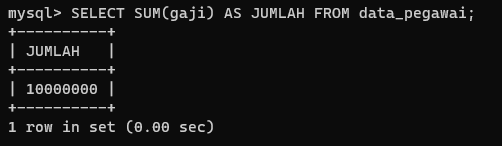 mysql> SELECT SUM(gaji) AS JUMLAH FROM data_pegawai;
+----------+
| JUMLAH   |
+----------+
| 10000000 |
+----------+
1 row in set (0.00 sec)